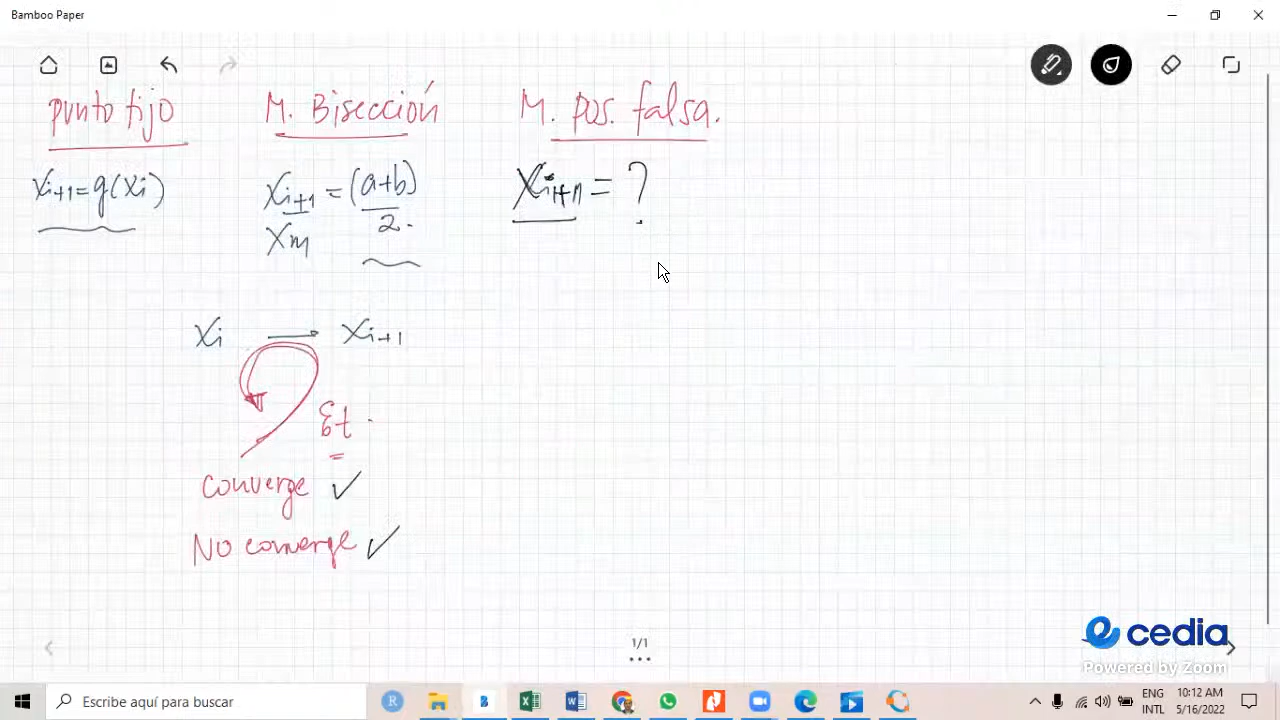 Bamboo Paper
punto fijo
M. Bisección
M. pos. falsa.
Xi+1=g(Xi)
Xi+1 = (a+b)
2.
Xm
Xi+1 = ?
Xi → Xi+1
Et
converge ✓
No converge ✓
1/1
cedia
Powered by Zoom
Escribe aquí para buscar
ENG
INTL
10:12 AM
5/16/2022